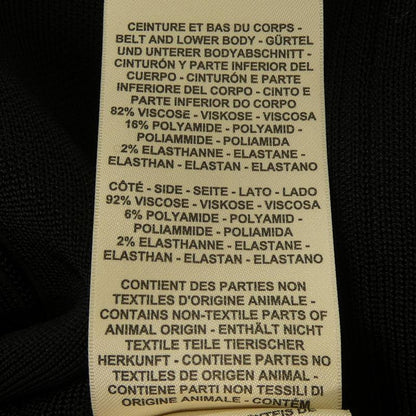 CEINTURE ET BAS DU CORPS -
BELT AND LOWER BODY - GÜRTEL
UND UNTERER BODYABSCHNITT -
CINTURÓN Y PARTE INFERIOR DEL
CUERPO - CINTURÓN E PARTE
INFERIORE DEL CORPO - CINTO E
PARTE INFERIOR DO CORPO
82% VISCOSE - VISKOSE - VISCOSA
16% POLYAMIDE - POLYAMID -
POLIAMMIDE - POLIAMIDA
2% ELASTHANNE - ELASTANE -
ELASTHAN - ELASTAN - ELASTANO
CÔTÉ - SIDE - SEITE - LATO - LADO
92% VISCOSE - VISKOSE - VISCOSA
6% POLYAMIDE - POLYAMID -
POLIAMMIDE - POLIAMIDA
2% ELASTHANNE - ELASTANE -
ELASTHAN - ELASTAN - ELASTANO
CONTIENT DES PARTIES NON
TEXTILES D'ORIGINE ANIMALE -
CONTAINS NON-TEXTILE PARTS OF
ANIMAL ORIGIN - ENTHÄLT NICHT
TEXTILE TEILE TIERISCHER
HERKUNFT - CONTIENE PARTES NO
TEXTILES DE ORIGEN ANIMAL -
CONTIENE PARTI NON TESSILI DI
ORIGINE ANIMALE - CONTÉM